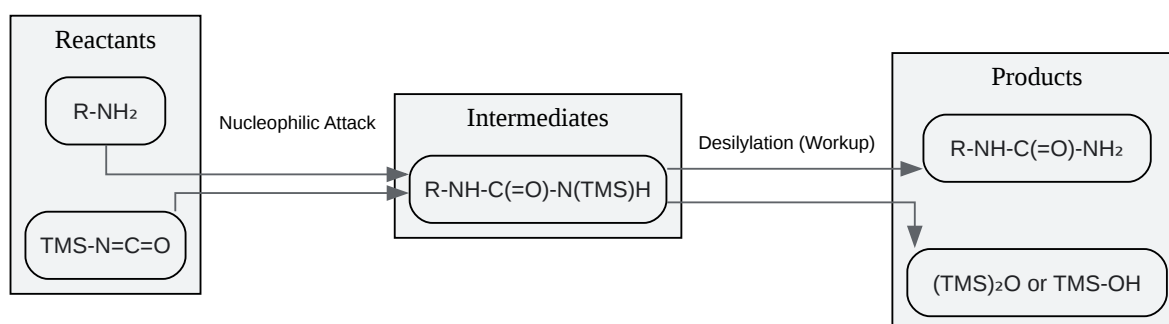 Reactants
R-NH₂
TMS-N=C=O
Nucleophilic Attack
Intermediates
R-NH-C(=O)-N(TMS)H
Desilylation (Workup)
Products
R-NH-C(=O)-NH₂
(TMS)₂O or TMS-OH